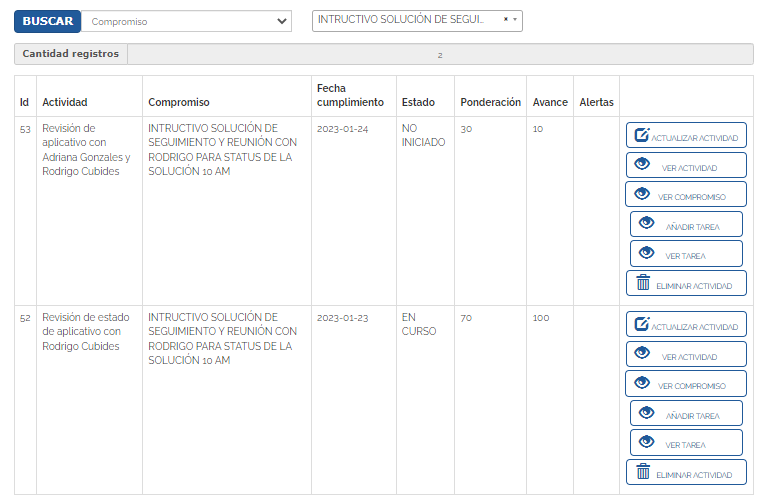 BUSCAR Compromiso INTRUCTIVO SOLUCIÓN DE SEGUI... ×
Cantidad registros 2
Id Actividad Compromiso Fecha cumplimiento Estado Ponderación Avance Alertas
53
Revisión de
aplicativo con
Adriana Gonzales y
Rodrigo Cubides
INTRUCTIVO SOLUCIÓN DE
SEGUIMIENTO Y REUNIÓN CON
RODRIGO PARA STATUS DE LA
SOLUCIÓN 10 AM
2023-01-24
NO
INICIADO
30
10
ACTUALIZAR ACTIVIDAD
VER ACTIVIDAD
VER COMPROMISO
AÑADIR TAREA
VER TAREA
ELIMINAR ACTIVIDAD
52
Revisión de estado
de aplicativo con
Rodrigo Cubides
INTRUCTIVO SOLUCIÓN DE
SEGUIMIENTO Y REUNIÓN CON
RODRIGO PARA STATUS DE LA
SOLUCIÓN 10 AM
2023-01-23
EN
CURSO
70
100
ACTUALIZAR ACTIVIDAD
VER ACTIVIDAD
VER COMPROMISO
AÑADIR TAREA
VER TAREA
ELIMINAR ACTIVIDAD